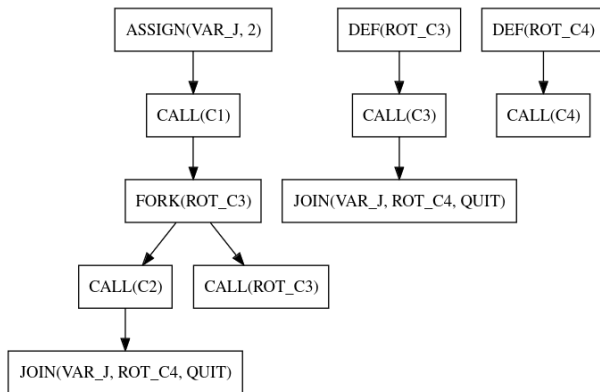 ASSIGN(VAR_J, 2)
DEF(ROT_C3)
DEF(ROT_C4)
CALL(C1)
CALL(C3)
CALL(C4)
FORK(ROT_C3)
JOIN(VAR_J, ROT_C4, QUIT)
CALL(C2)
CALL(ROT_C3)
JOIN(VAR_J, ROT_C4, QUIT)